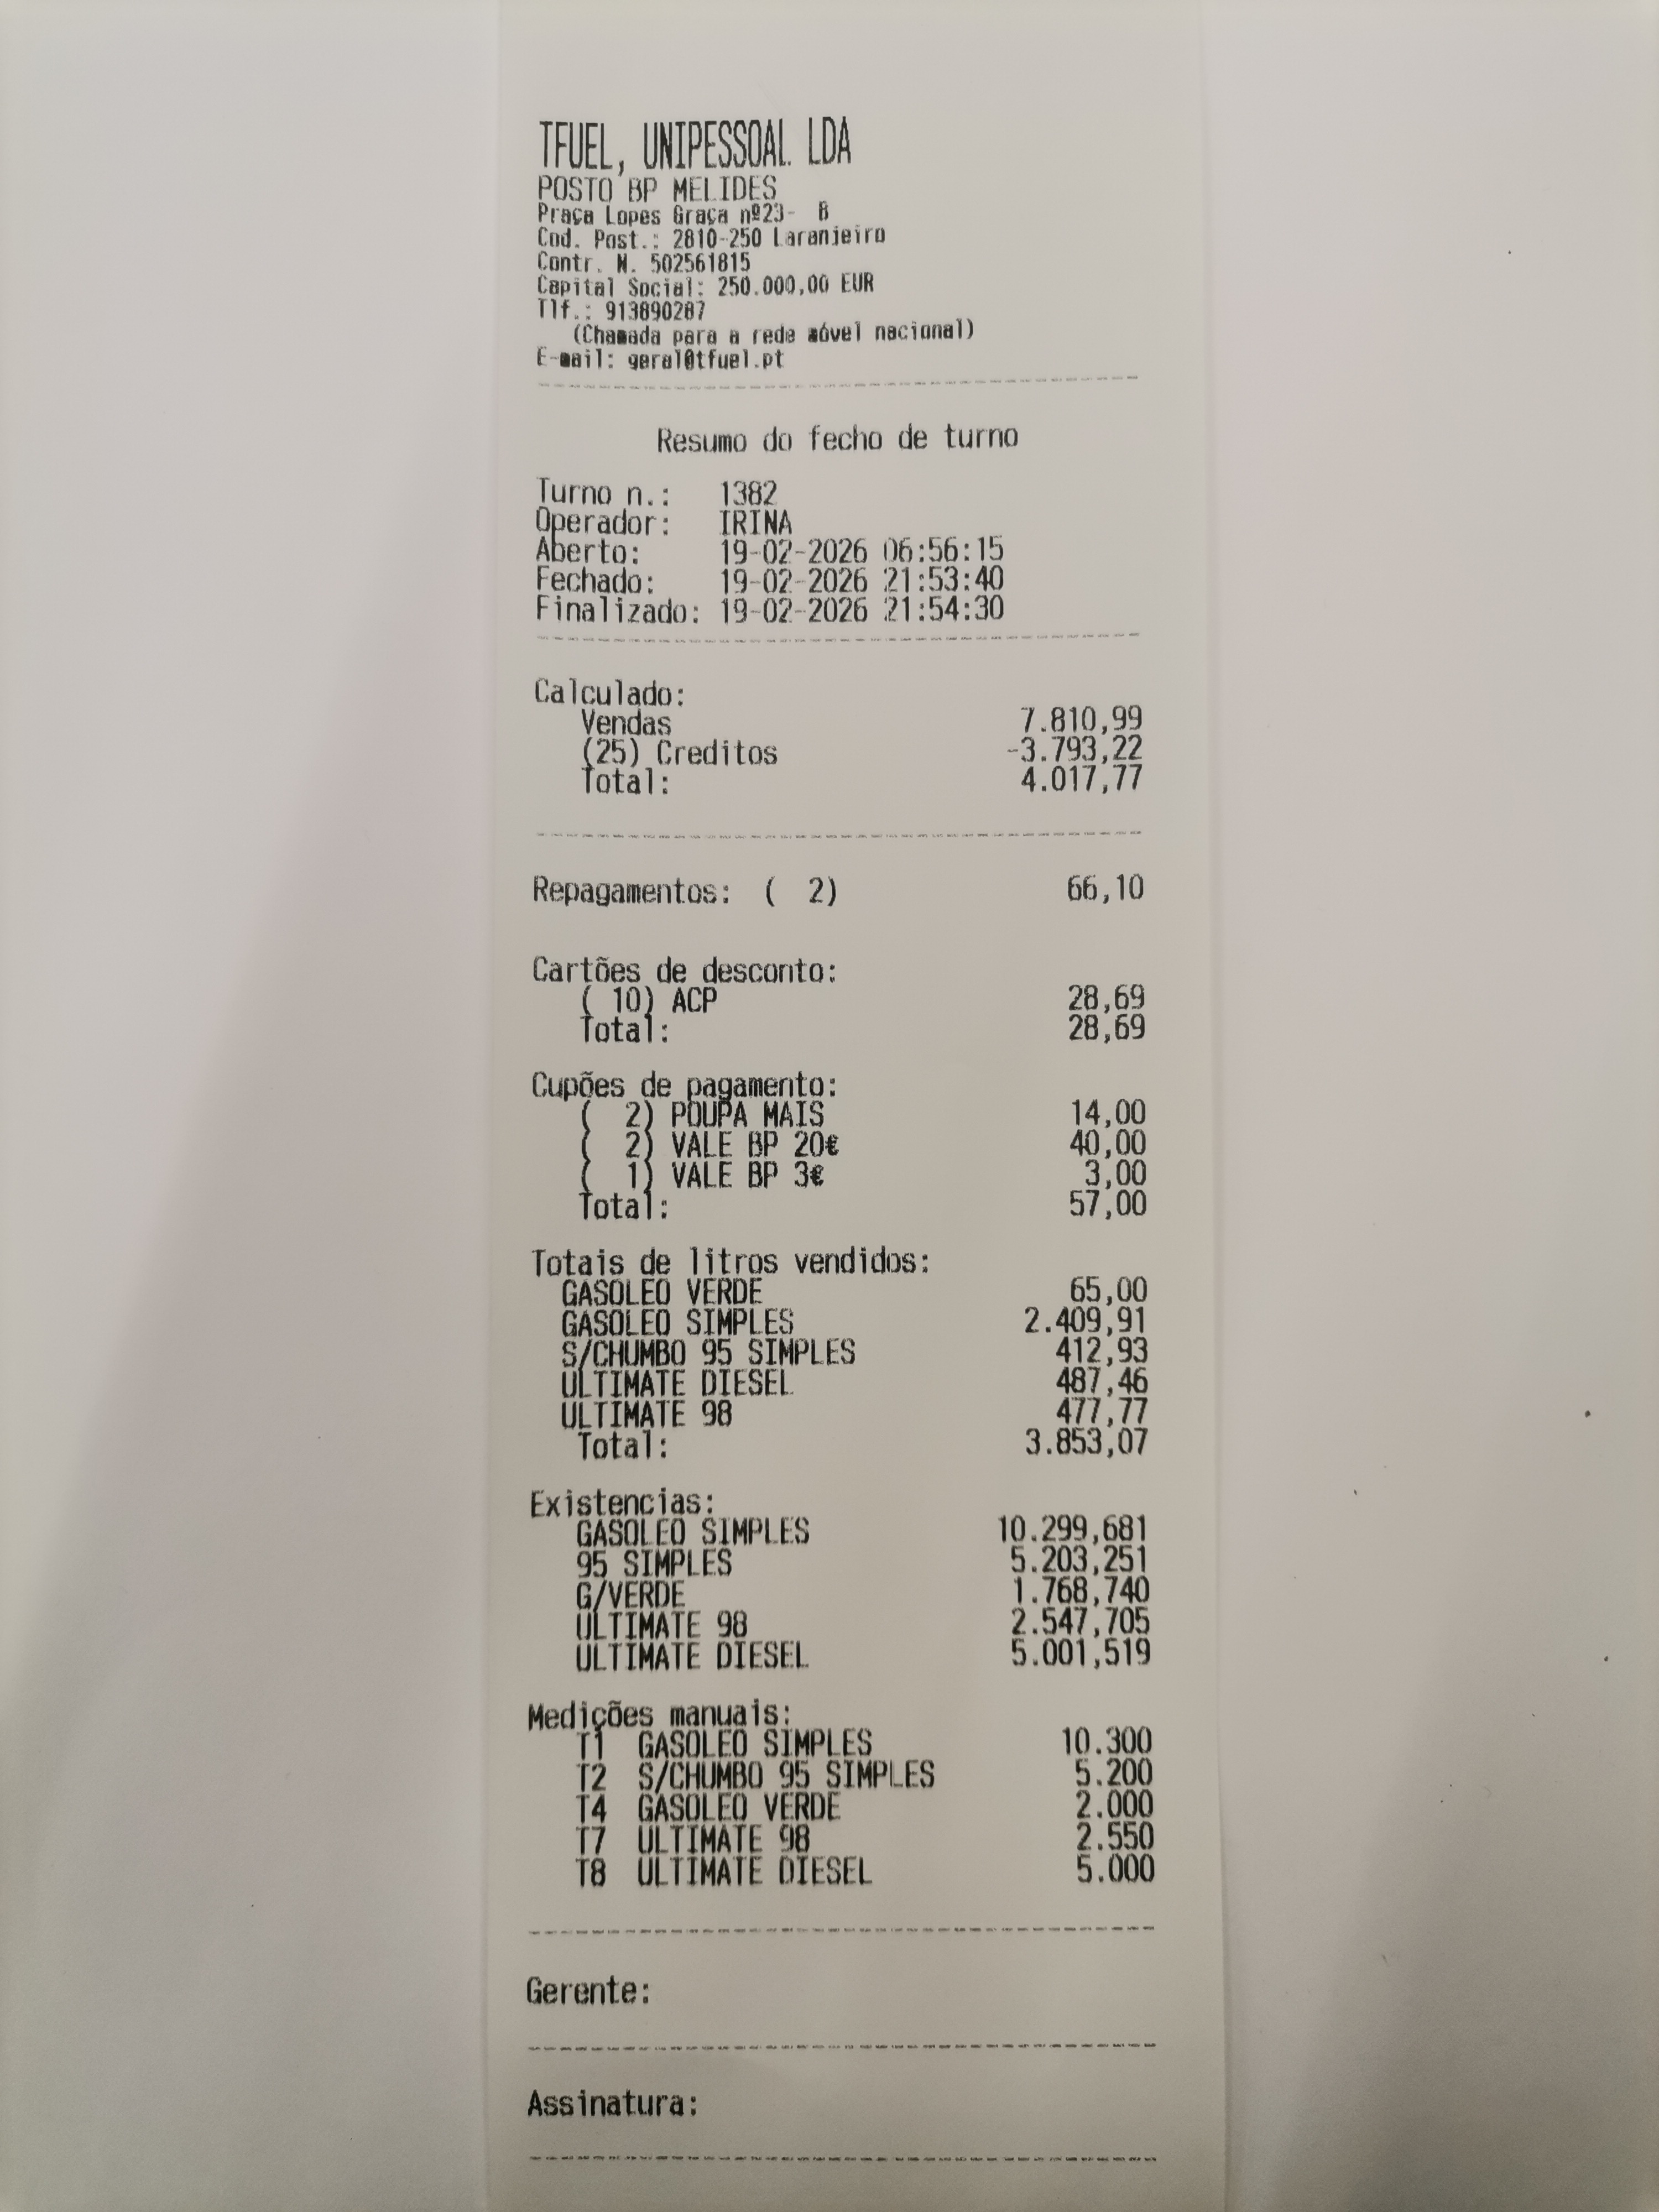 TFUEL, UNIPESSOAL LDA
POSTO BP MELIDES
Praça Lopes Graça nº23- B
Cod. Post.: 2810-250 Laranjeiro
Contr. N. 502561815
Capital Social: 250.000,00 EUR
Tlf.: 913890287
(Chamada para a rede móvel nacional)
E-mail: geral@tfuel.pt
Resumo do fecho de turno
Turno n.: 1382
Operador: IRINA
Aberto: 19-02-2026 06:56:15
Fechado: 19-02-2026 21:53:40
Finalizado: 19-02-2026 21:54:30
Calculado:
Vendas 7.810,99
(25) Creditos -3.793,22
Total: 4.017,77
Repagamentos: ( 2) 66,10
Cartões de desconto:
( 10) ACP 28,69
Total: 28,69
Cupões de pagamento:
( 2) POUPA MAIS 14,00
( 2) VALE BP 20€ 40,00
( 1) VALE BP 3€ 3,00
Total: 57,00
Totais de litros vendidos:
GASOLEO VERDE 65,00
GASOLEO SIMPLES 2.409,91
S/CHUMBO 95 SIMPLES 412,93
ULTIMATE DIESEL 487,46
ULTIMATE 98 477,77
Total: 3.853,07
Existencias:
GASOLEO SIMPLES 10.299,681
95 SIMPLES 5.203,251
G/VERDE 1.768,740
ULTIMATE 98 2.547,705
ULTIMATE DIESEL 5.001,519
Medições manuais:
T1 GASOLEO SIMPLES 10.300
T2 S/CHUMBO 95 SIMPLES 5.200
T4 GASOLEO VERDE 2.000
T7 ULTIMATE 98 2.550
T8 ULTIMATE DIESEL 5.000
Gerente:
Assinatura: